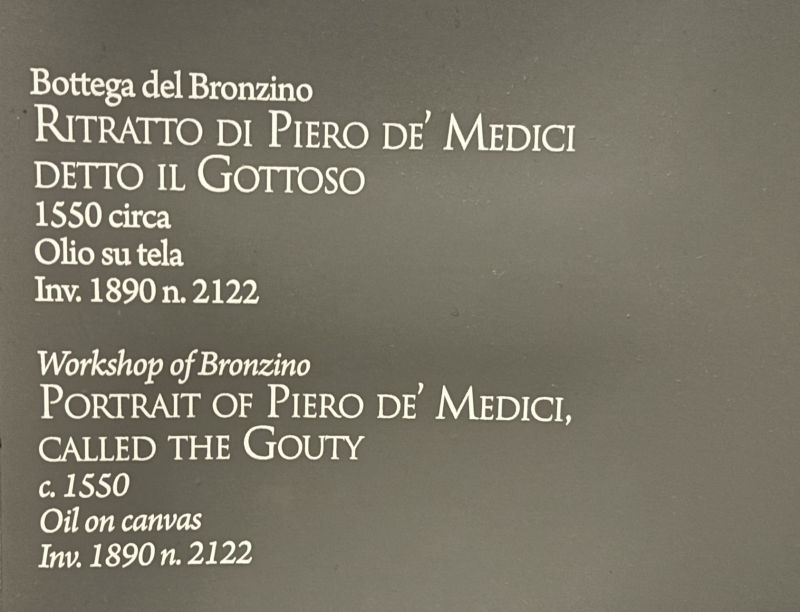 Bottega del Bronzino
Ritratto di Piero de’ Medici
detto il Gottoso
1550 circa
Olio su tela
Inv. 1890 n. 2122
Workshop of Bronzino
Portrait of Piero de’ Medici,
called the Gouty
c. 1550
Oil on canvas
Inv. 1890 n. 2122